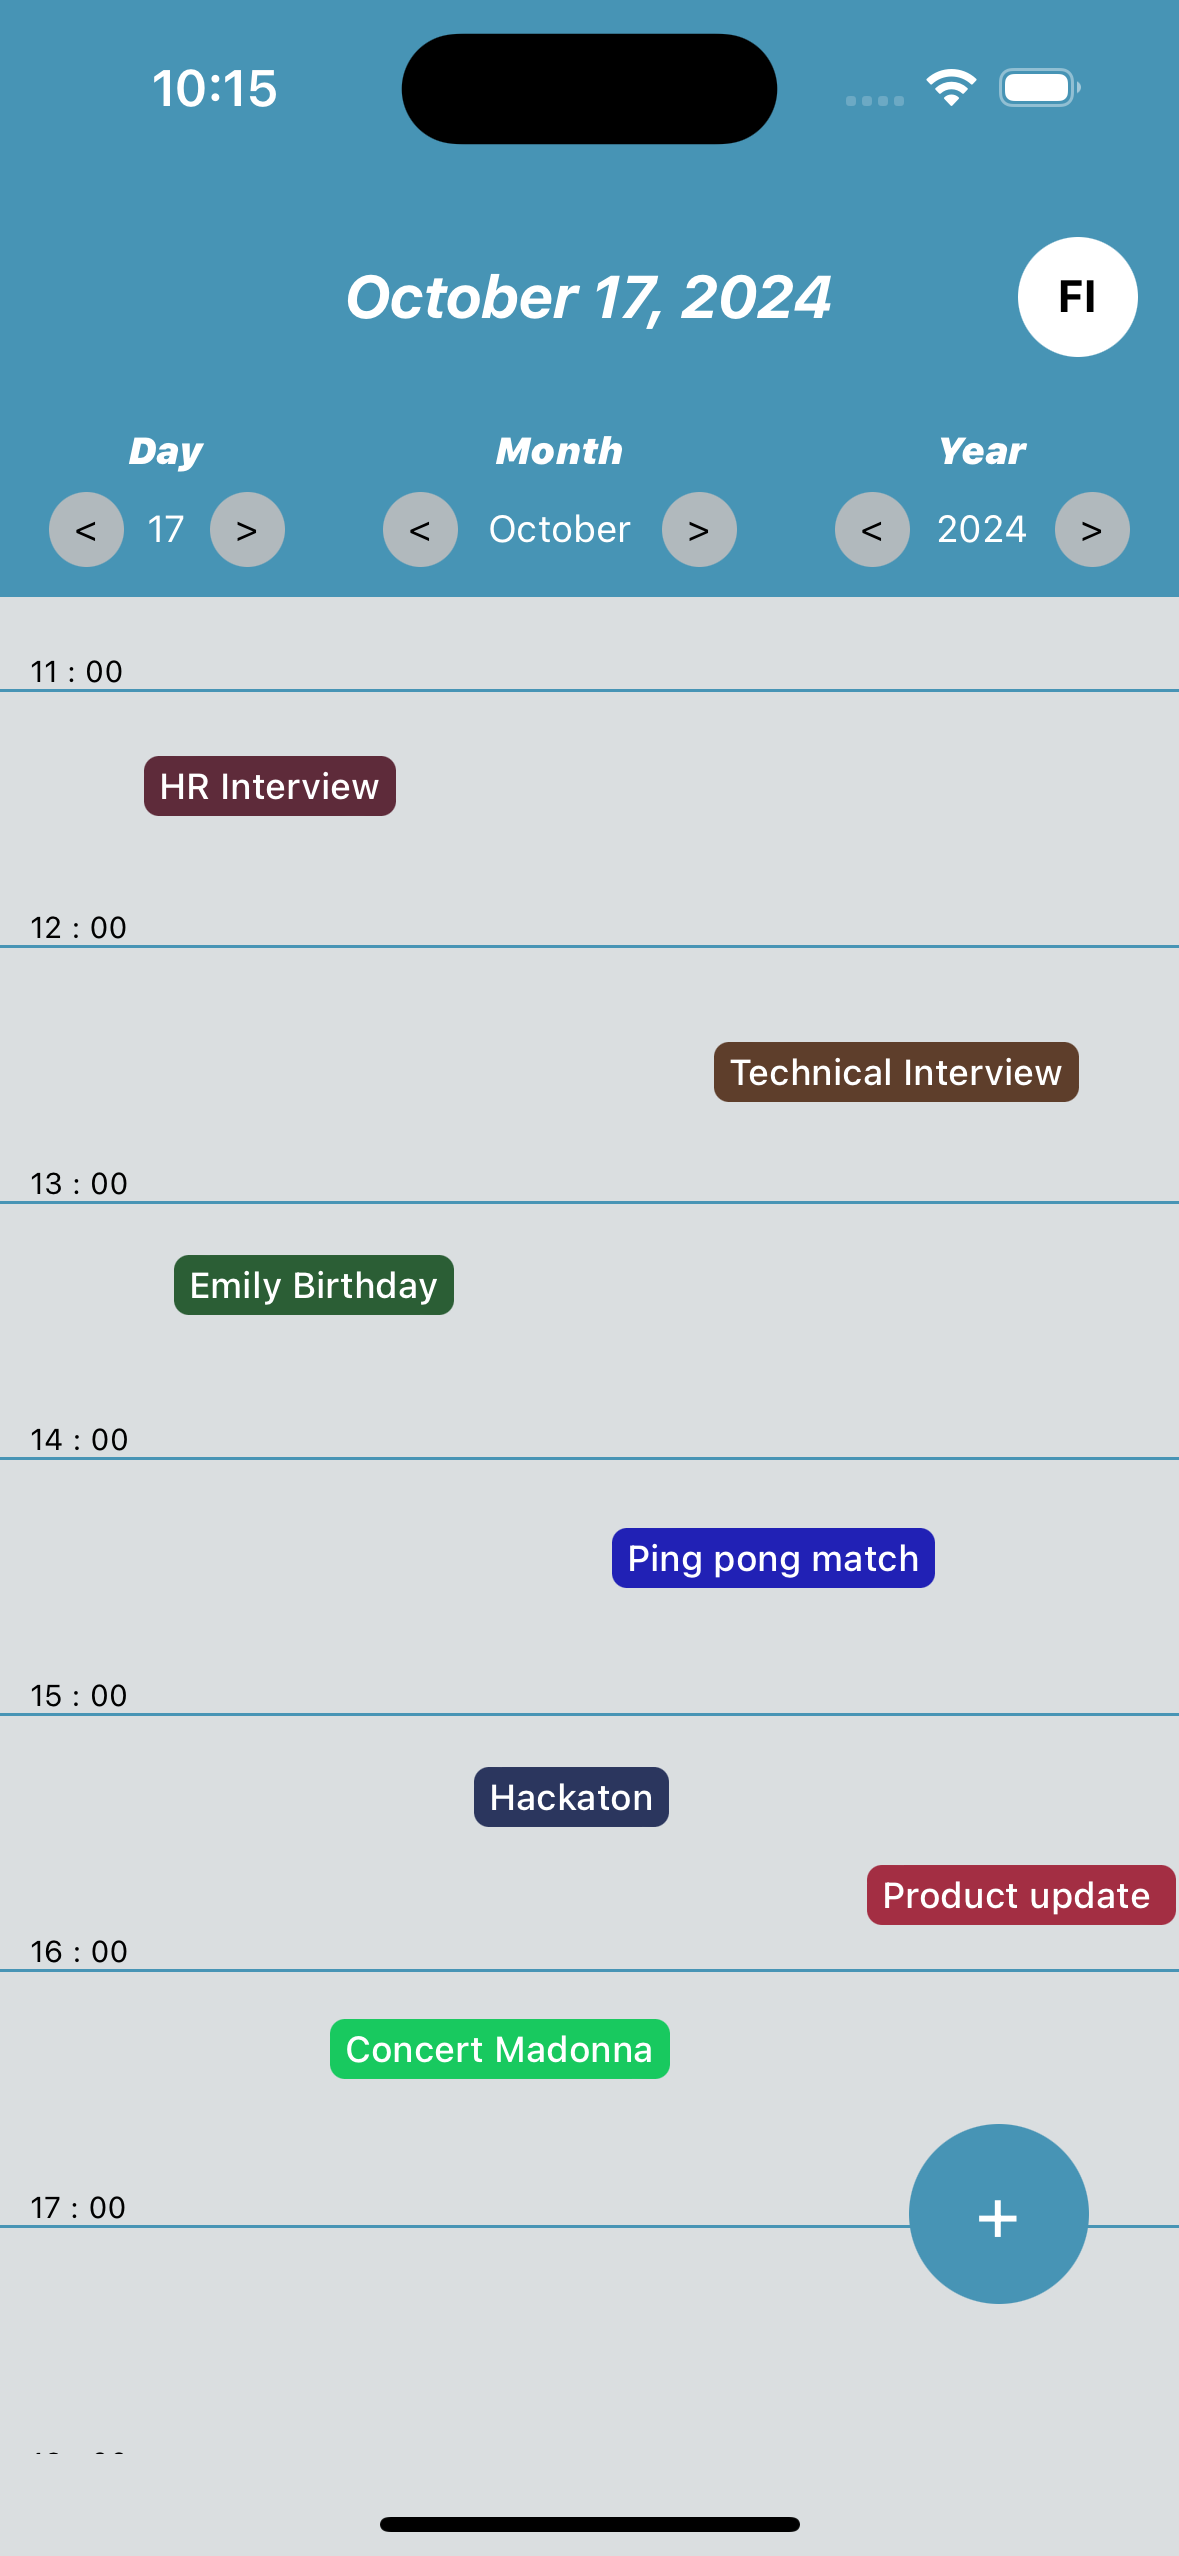 10:15
October 17, 2024
FI
Day Month Year
< 17 > < October > < 2024 >
11 : 00
HR Interview
12 : 00
Technical Interview
13 : 00
Emily Birthday
14 : 00
Ping pong match
15 : 00
Hackaton
Product update
16 : 00
Concert Madonna
17 : 00
+